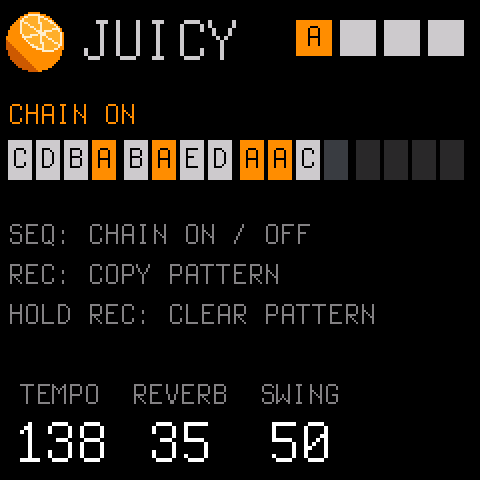 JUICY A
CHAIN ON
C D B A B A E D A A C
SEQ: CHAIN ON / OFF
REC: COPY PATTERN
HOLD REC: CLEAR PATTERN
TEMPO REVERB SWING
138 35 50